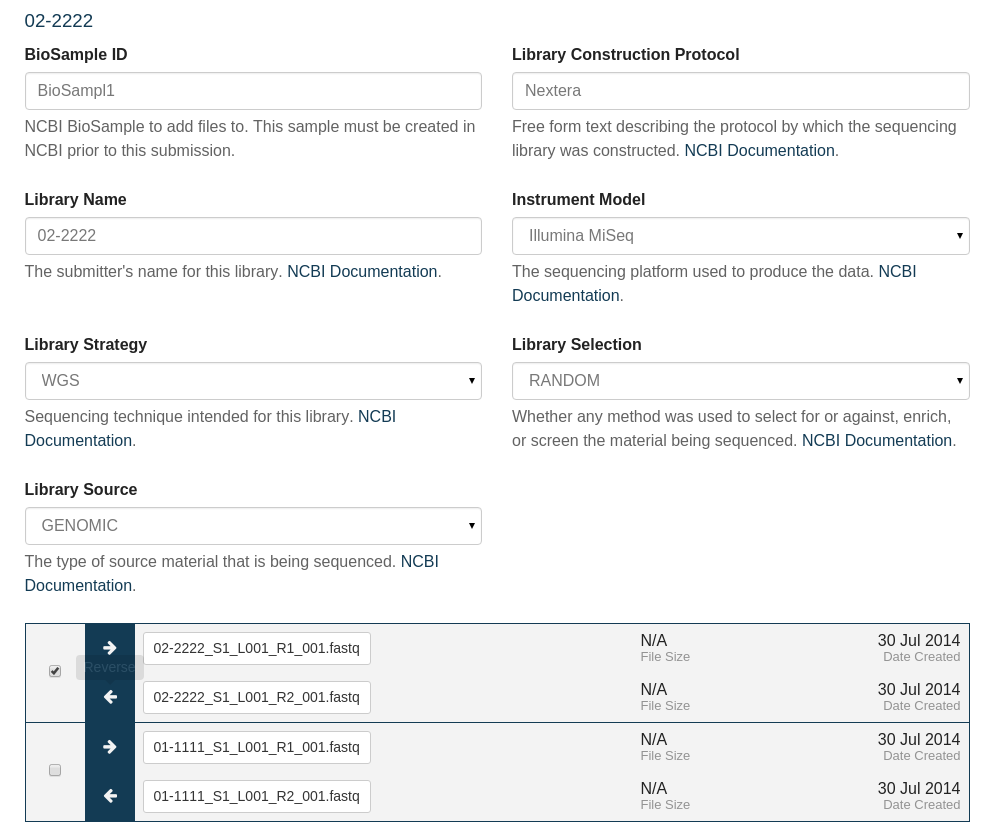 02-2222
BioSample ID
BioSampl1
NCBI BioSample to add files to. This sample must be created in
NCBI prior to this submission.
Library Construction Protocol
Nextera
Free form text describing the protocol by which the sequencing
library was constructed. NCBI Documentation.
Library Name
02-2222
The submitter's name for this library. NCBI Documentation.
Instrument Model
Illumina MiSeq
The sequencing platform used to produce the data. NCBI
Documentation.
Library Strategy
WGS
Sequencing technique intended for this library. NCBI
Documentation.
Library Selection
RANDOM
Whether any method was used to select for or against, enrich,
or screen the material being sequenced. NCBI Documentation.
Library Source
GENOMIC
The type of source material that is being sequenced. NCBI
Documentation.
02-2222_S1_L001_R1_001.fastq N/A 30 Jul 2014
File Size Date Created
Reverse
02-2222_S1_L001_R2_001.fastq N/A 30 Jul 2014
File Size Date Created
01-1111_S1_L001_R1_001.fastq N/A 30 Jul 2014
File Size Date Created
01-1111_S1_L001_R2_001.fastq N/A 30 Jul 2014
File Size Date Created